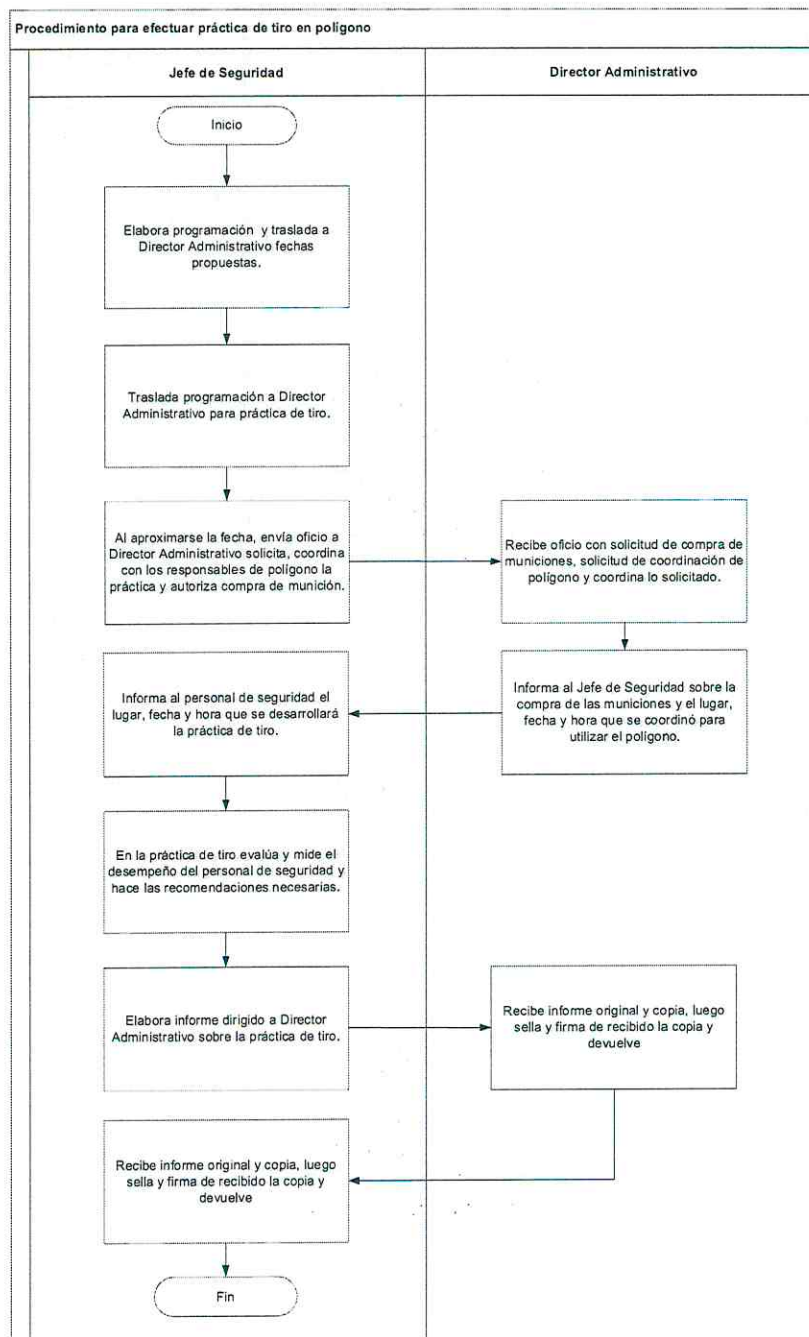 Procedimiento para efectuar práctica de tiro en polígono
Jefe de Seguridad
Director Administrativo
Inicio
Elabora programación y traslada a
Director Administrativo fechas
propuestas.
Traslada programación a Director
Administrativo para práctica de tiro.
Al aproximarse la fecha, envía oficio a
Director Administrativo solicita, coordina
con los responsables de polígono la
práctica y autoriza compra de munición.
Recibe oficio con solicitud de compra de
municiones, solicitud de coordinación de
polígono y coordina lo solicitado.
Informa al Jefe de Seguridad sobre la
compra de las municiones y el lugar,
fecha y hora que se coordinó para
utilizar el polígono.
Informa al personal de seguridad el
lugar, fecha y hora que se desarrollará
la práctica de tiro.
En la práctica de tiro evalúa y mide el
desempeño del personal de seguridad y
hace las recomendaciones necesarias.
Elabora informe dirigido a Director
Administrativo sobre la práctica de tiro.
Recibe informe original y copia, luego
sella y firma de recibido la copia y
devuelve
Recibe informe original y copia, luego
sella y firma de recibido la copia y
devuelve
Fin